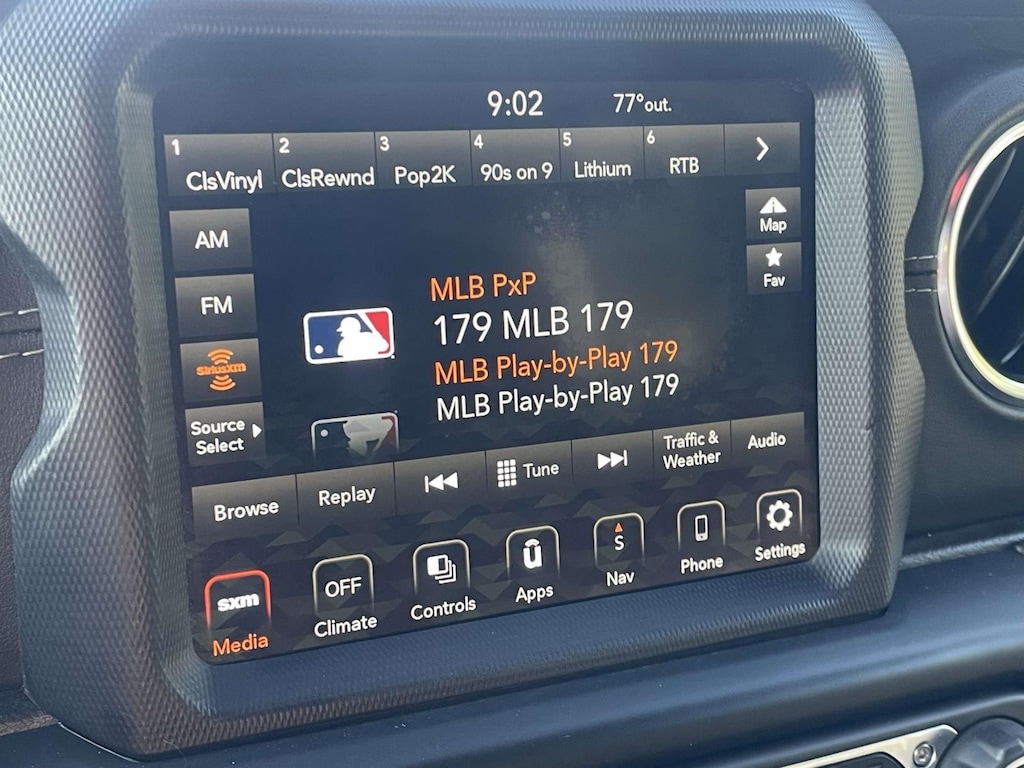 9:02 77°out.
1 2 3 4 5 6
ClsVinyl ClsRewnd Pop2K 90s on 9 Lithium RTB
AM
FM
SiriusXM
Source
Select
Map
Fav
MLB PxP
179 MLB 179
MLB Play-by-Play 179
MLB Play-by-Play 179
Browse Replay Tune Traffic &
Weather Audio
sxm OFF u S
Media Climate Controls Apps Nav Phone Settings